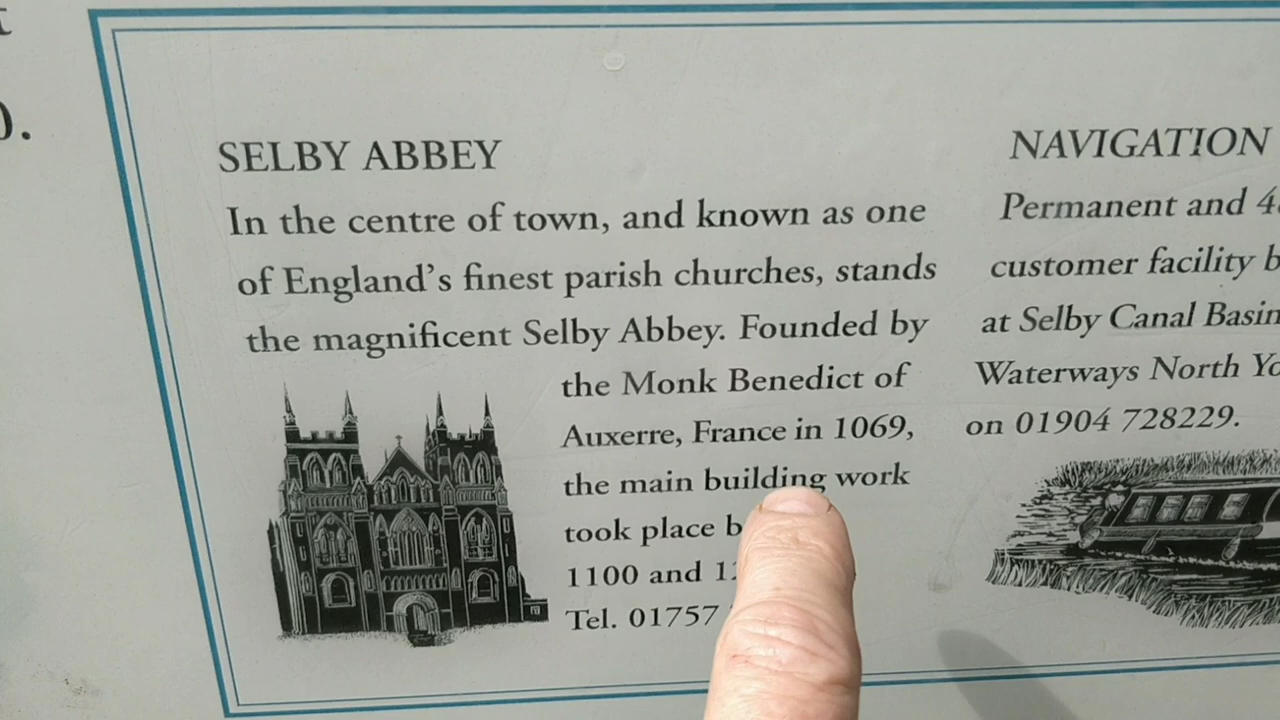 SELBY ABBEY
In the centre of town, and known as one
of England's finest parish churches, stands
the magnificent Selby Abbey. Founded by
the Monk Benedict of
Auxerre, France in 1069,
the main building work
took place
1100 and
Tel. 01757
NAVIGATION
Permanent and
customer facility
at Selby Canal Basin
Waterways North
on 01904 728229.